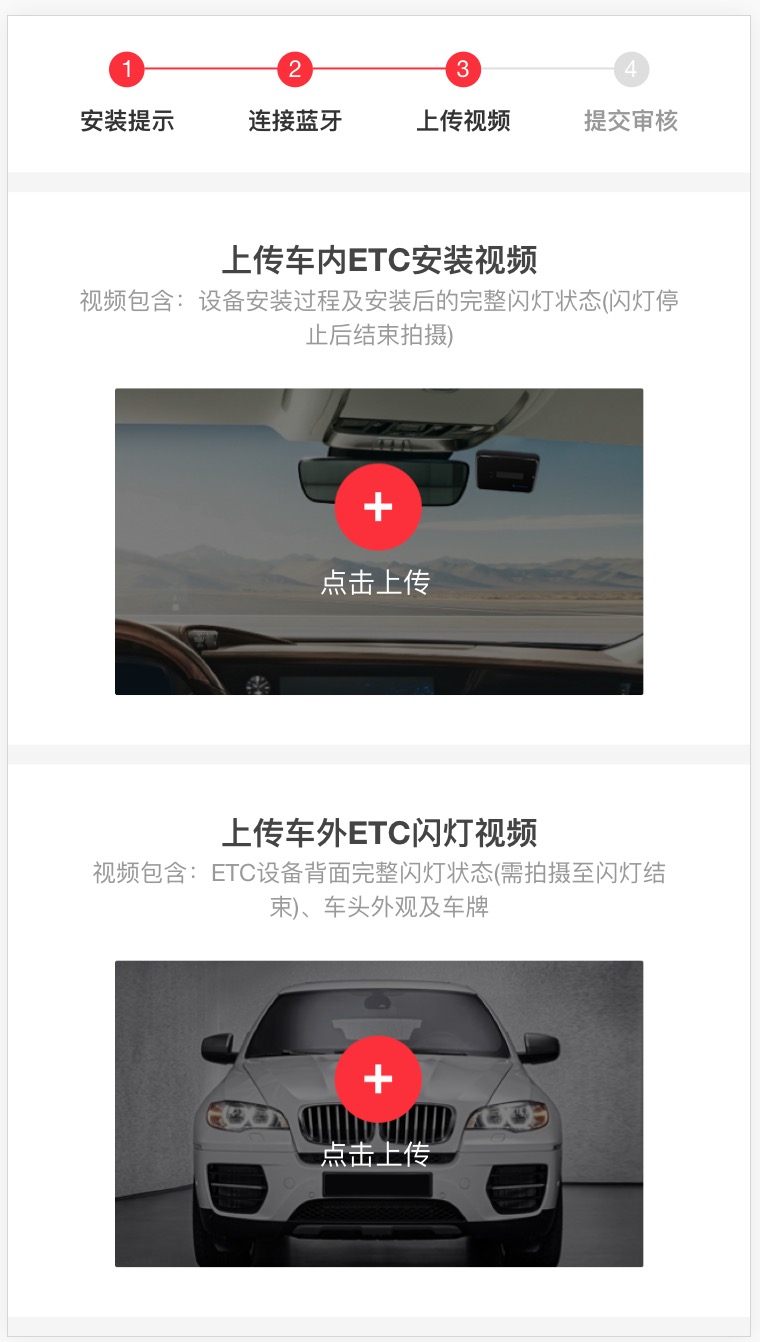 1 2 3 4
安装提示 连接蓝牙 上传视频 提交审核
上传车内ETC安装视频
视频包含：设备安装过程及安装后的完整闪灯状态(闪灯停
止后结束拍摄)
点击上传
上传车外ETC闪灯视频
视频包含：ETC设备背面完整闪灯状态(需拍摄至闪灯结
束)、车头外观及车牌
点击上传